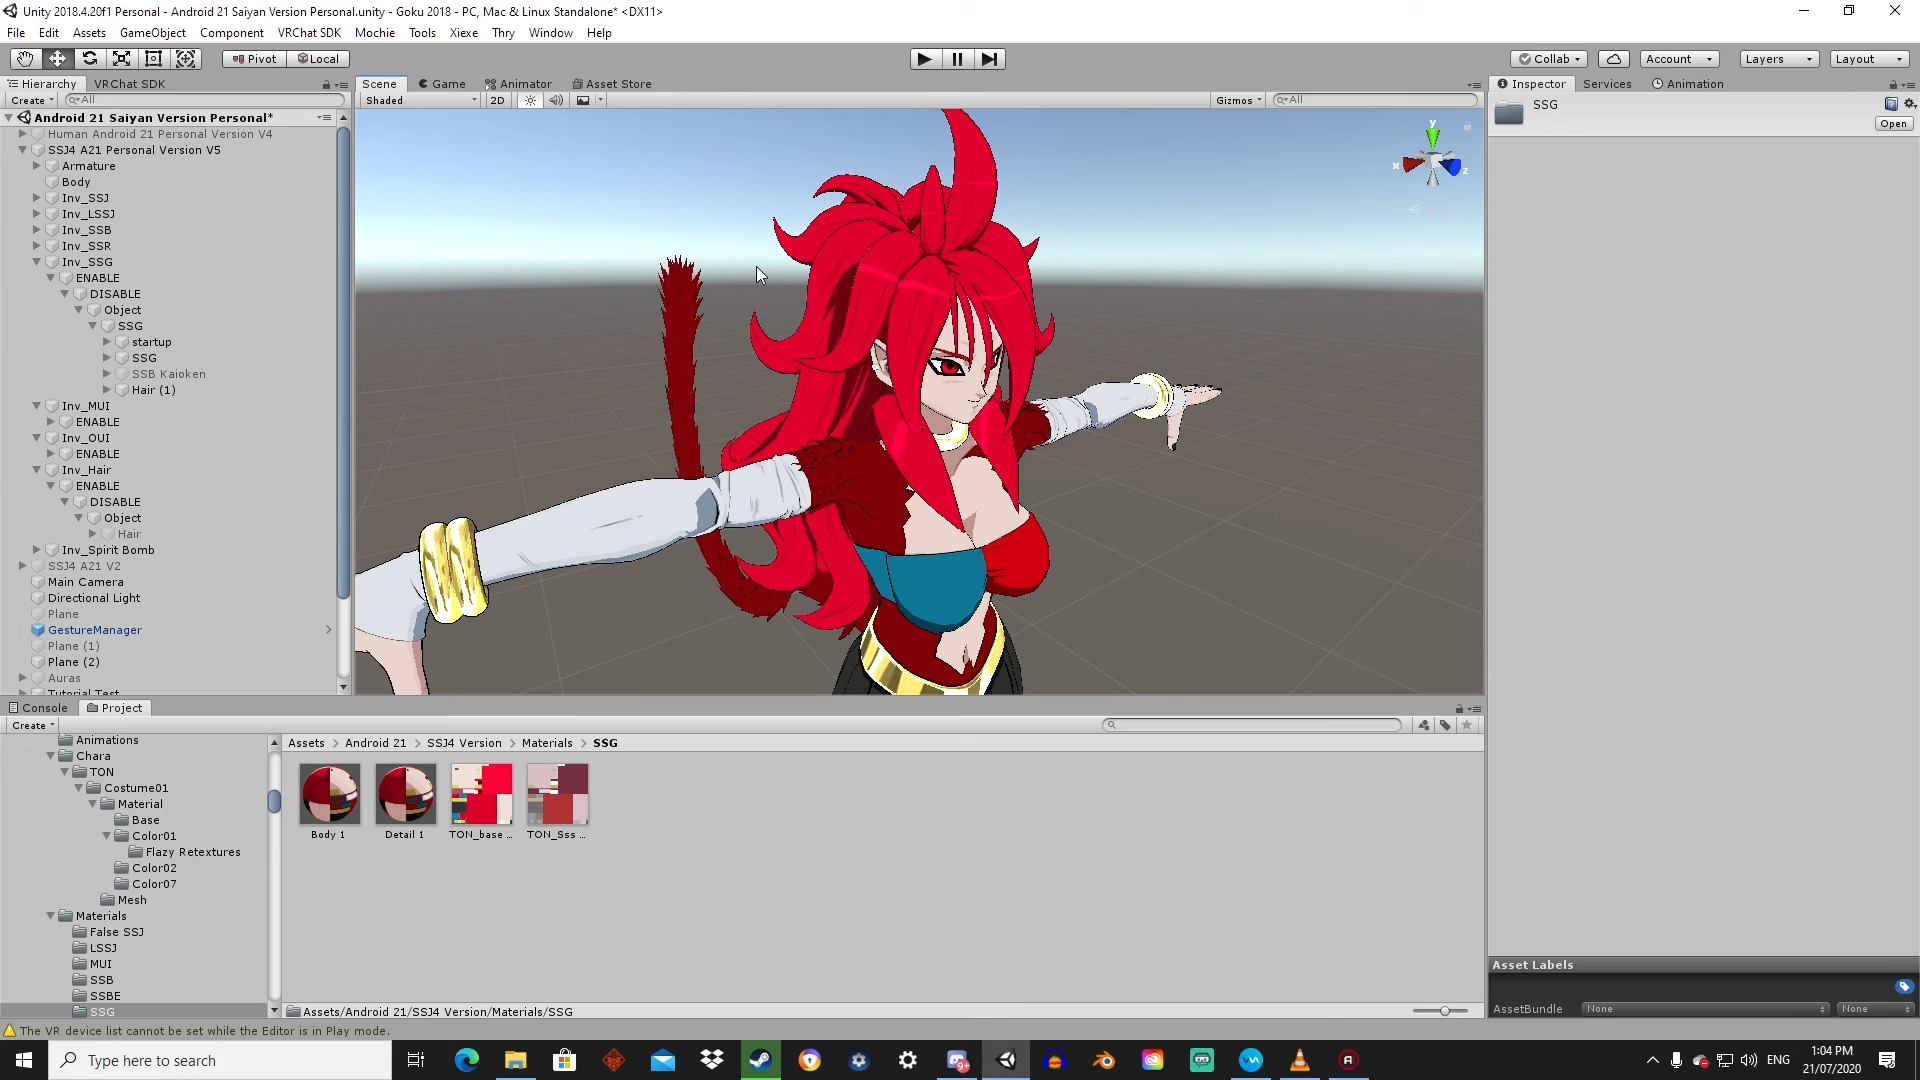 Unity 2018.4.20f1 Personal - Android 21 Saiyan Version Personal.unity - Goku 2018 - PC, Mac & Linux Standalone* <DX11>
File Edit Assets GameObject Component VRChat SDK Mochie Tools Xiexe Thry Window Help
Pivot Local Collab Account Layers Layout
Hierarchy VRChat SDK Scene Game Animator Asset Store Inspector Services Animation
Create All Shaded 2D Gizmos All SSG
Open
Android 21 Saiyan Version Personal*
Human Android 21 Personal Version V4
SSJ4 A21 Personal Version V5
Armature
Body
Inv_SSJ
Inv_LSSJ
Inv_SSB
Inv_SSR
Inv_SSG
ENABLE
DISABLE
Object
SSG
startup
SSG
SSB Kaioken
Hair (1)
Inv_MUI
ENABLE
Inv_OUI
ENABLE
Inv_Hair
ENABLE
DISABLE
Object
Hair
Inv_Spirit Bomb
SSJ4 A21 V2
Main Camera
Directional Light
Plane
GestureManager
Plane (1)
Plane (2)
Auras
Tutorial Test
y
x
z
Console Project
Create
Animations
Chara
TON
Costume01
Material
Base
Color01
Flazy Retextures
Color02
Color07
Mesh
Materials
False SSJ
LSSJ
MUI
SSB
SSBE
SSG
Assets > Android 21 > SSJ4 Version > Materials > SSG
Body 1 Detail 1 TON_base ... TON_Sss ...
Assets/Android 21/SSJ4 Version/Materials/SSG
Asset Labels
AssetBundle None None
The VR device list cannot be set while the Editor is in Play mode.
Type here to search
9+
ENG
1:04 PM
21/07/2020